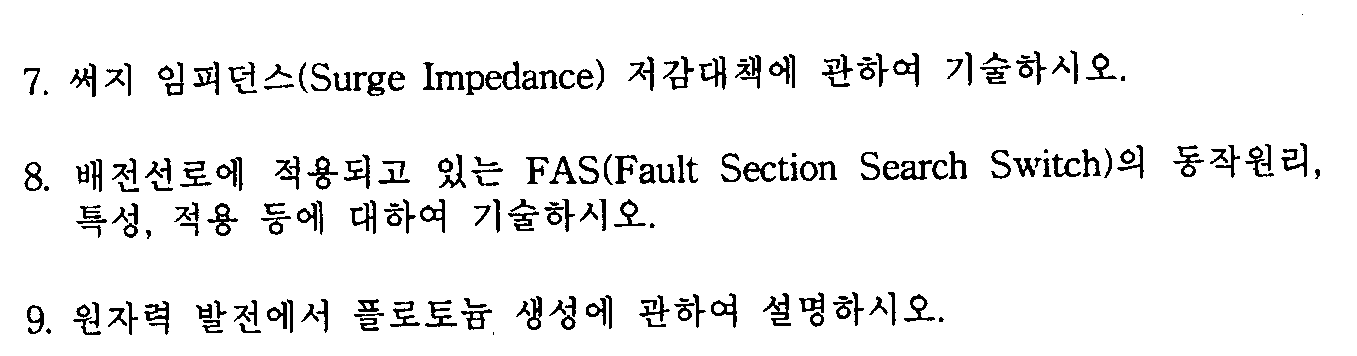 7. 써지 임피던스(Surge Impedance) 저감대책에 관하여 기술하시오.
8. 배전선로에 적용되고 있는 FAS(Fault Section Search Switch)의 동작원리,
특성, 적용 등에 대하여 기술하시오.
9. 원자력 발전에서 플로토늄 생성에 관하여 설명하시오.